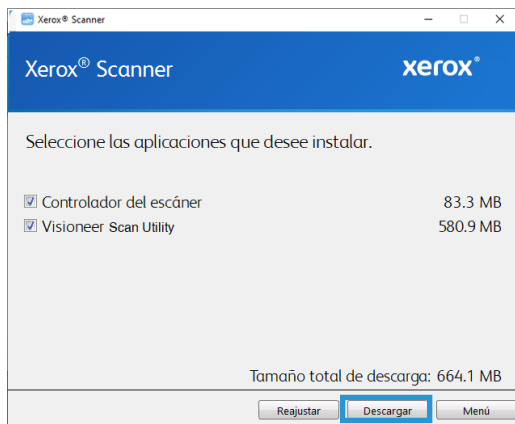 Xerox® Scanner
Xerox® Scanner
xerox®
Seleccione las aplicaciones que desee instalar.
Controlador del escáner 83.3 MB
Visioneer Scan Utility 580.9 MB
Tamaño total de descarga: 664.1 MB
Reajustar Descargar Menú